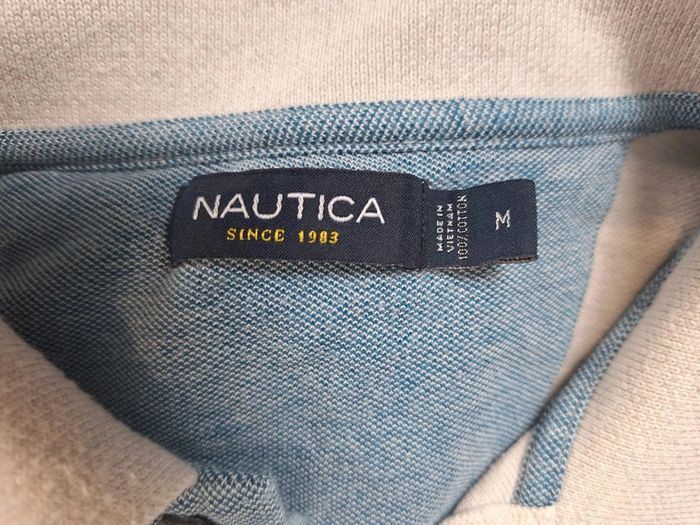 NAUTICA
SINCE 1983
MADE IN
VIETNAM
100%COTTON
M